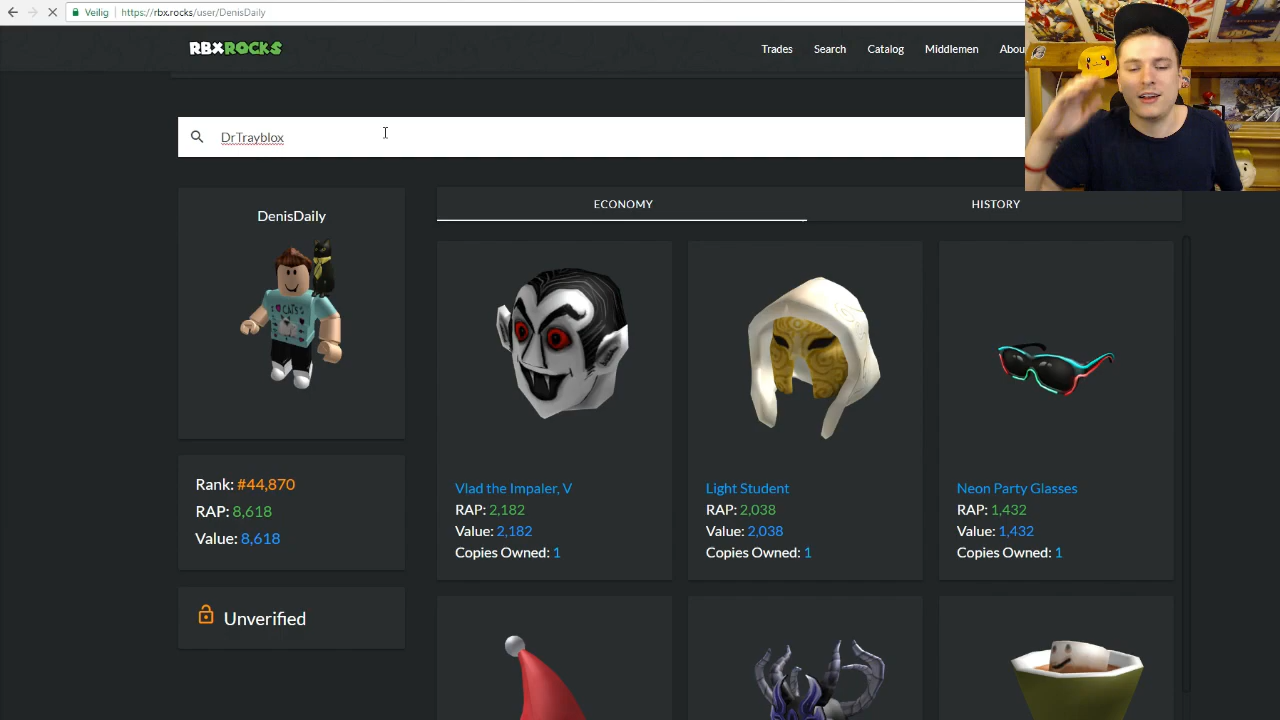 Veilig https://rbx.rocks/user/DenisDaily
RBXROCKS
Trades Search Catalog Middlemen Abou
DrTrayblox
DenisDaily
ECONOMY HISTORY
I CATS
Rank: #44,870
RAP: 8,618
Value: 8,618
Unverified
Vlad the Impaler, V
RAP: 2,182
Value: 2,182
Copies Owned: 1
Light Student
RAP: 2,038
Value: 2,038
Copies Owned: 1
Neon Party Glasses
RAP: 1,432
Value: 1,432
Copies Owned: 1